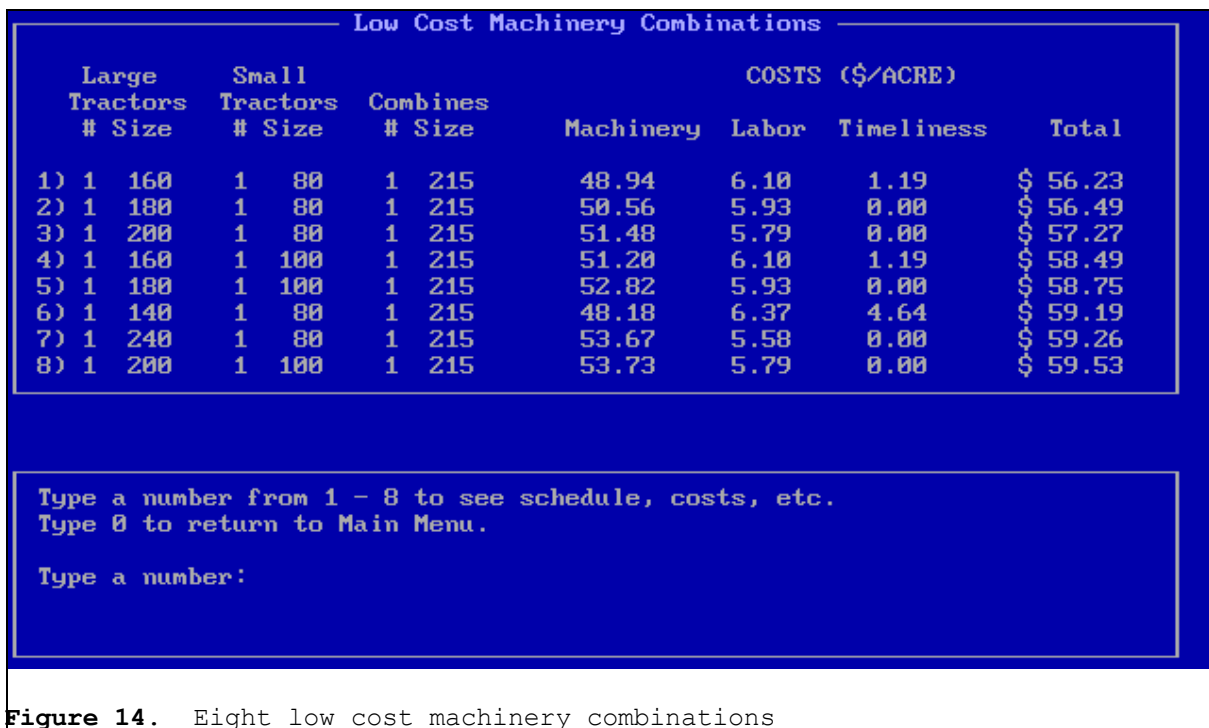 Low Cost Machinery Combinations
Large Small COSTS ($/ACRE)
Tractors Tractors Combines
# Size # Size # Size Machinery Labor Timeliness Total
1) 1 160 1 80 1 215 48.94 6.10 1.19 $ 56.23
2) 1 180 1 80 1 215 50.56 5.93 0.00 $ 56.49
3) 1 200 1 80 1 215 51.48 5.79 0.00 $ 57.27
4) 1 160 1 100 1 215 51.20 6.10 1.19 $ 58.49
5) 1 180 1 100 1 215 52.82 5.93 0.00 $ 58.75
6) 1 140 1 80 1 215 48.18 6.37 4.64 $ 59.19
7) 1 240 1 80 1 215 53.67 5.58 0.00 $ 59.26
8) 1 200 1 100 1 215 53.73 5.79 0.00 $ 59.53
Type a number from 1 - 8 to see schedule, costs, etc.
Type 0 to return to Main Menu.
Type a number:
Figure 14. Eight low cost machinery combinations